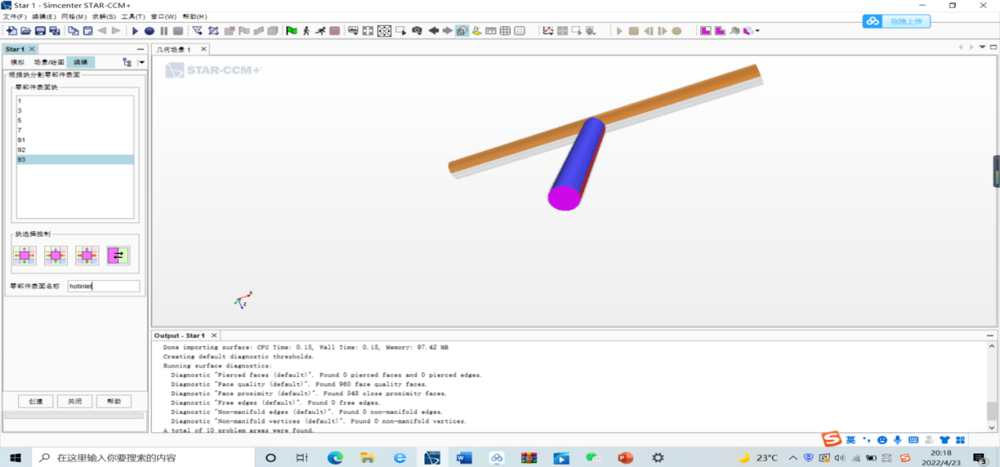 Star 1 - Simcenter STAR-CCM+
文件(F) 编辑(E) 网格(M) 求解(S) 工具(T) 窗口(W) 帮助(H)
拖拽上传
Star 1
几何场景 1
模拟 场景/绘图 编辑
STAR-CCM+
根据块分割零部件表面
零部件表面块
1
3
5
7
91
92
93
块选择控制
零部件表面名称 hotinlet
X
Z
创建 关闭 帮助
Output - Star 1
Done importing surface: CPU Time: 0.15, Wall Time: 0.15, Memory: 97.42 MB
Creating default diagnostic thresholds.
Running surface diagnostics:
Diagnostic "Pierced faces (default)". Found 0 pierced faces and 0 pierced edges.
Diagnostic "Face quality (default)". Found 960 face quality faces.
Diagnostic "Face proximity (default)". Found 548 close proximity faces.
Diagnostic "Free edges (default)". Found 0 free edges.
Diagnostic "Non-manifold edges (default)". Found 0 non-manifold edges.
Diagnostic "Non-manifold vertices (default)". Found 0 non-manifold vertices.
A total of 10 problem areas were found.
英
在这里输入你要搜索的内容
23°C
20:18
2022/4/23
3